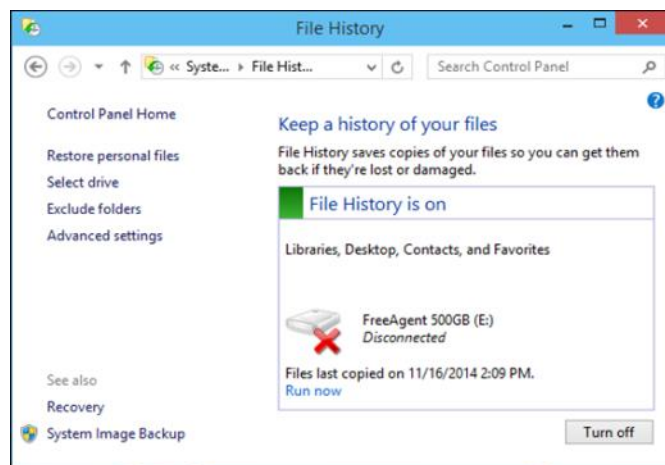 File History
« Syste... ▸ File Hist...
Search Control Panel
Control Panel Home
Restore personal files
Select drive
Exclude folders
Advanced settings
Keep a history of your files
File History saves copies of your files so you can get them
back if they're lost or damaged.
File History is on
Libraries, Desktop, Contacts, and Favorites
FreeAgent 500GB (E:)
Disconnected
Files last copied on 11/16/2014 2:09 PM.
Run now
See also
Recovery
System Image Backup
Turn off